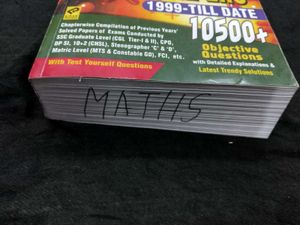 1999-TILL DATE
Chapterwise Compilation of Previous Years'
Solved Papers of Exams Conducted by
SSC Graduate Level (CGL Tier-I & II), CPO,
BP SI, 10+2 (CHSL), Stenographer 'C' & 'D',
Matric Level (MTS & Constable GD), FCI, etc.
With Test Yourself Questions
10500+
Objective
Questions
with Detailed Explanations &
Latest Trendy Solutions
MATHS